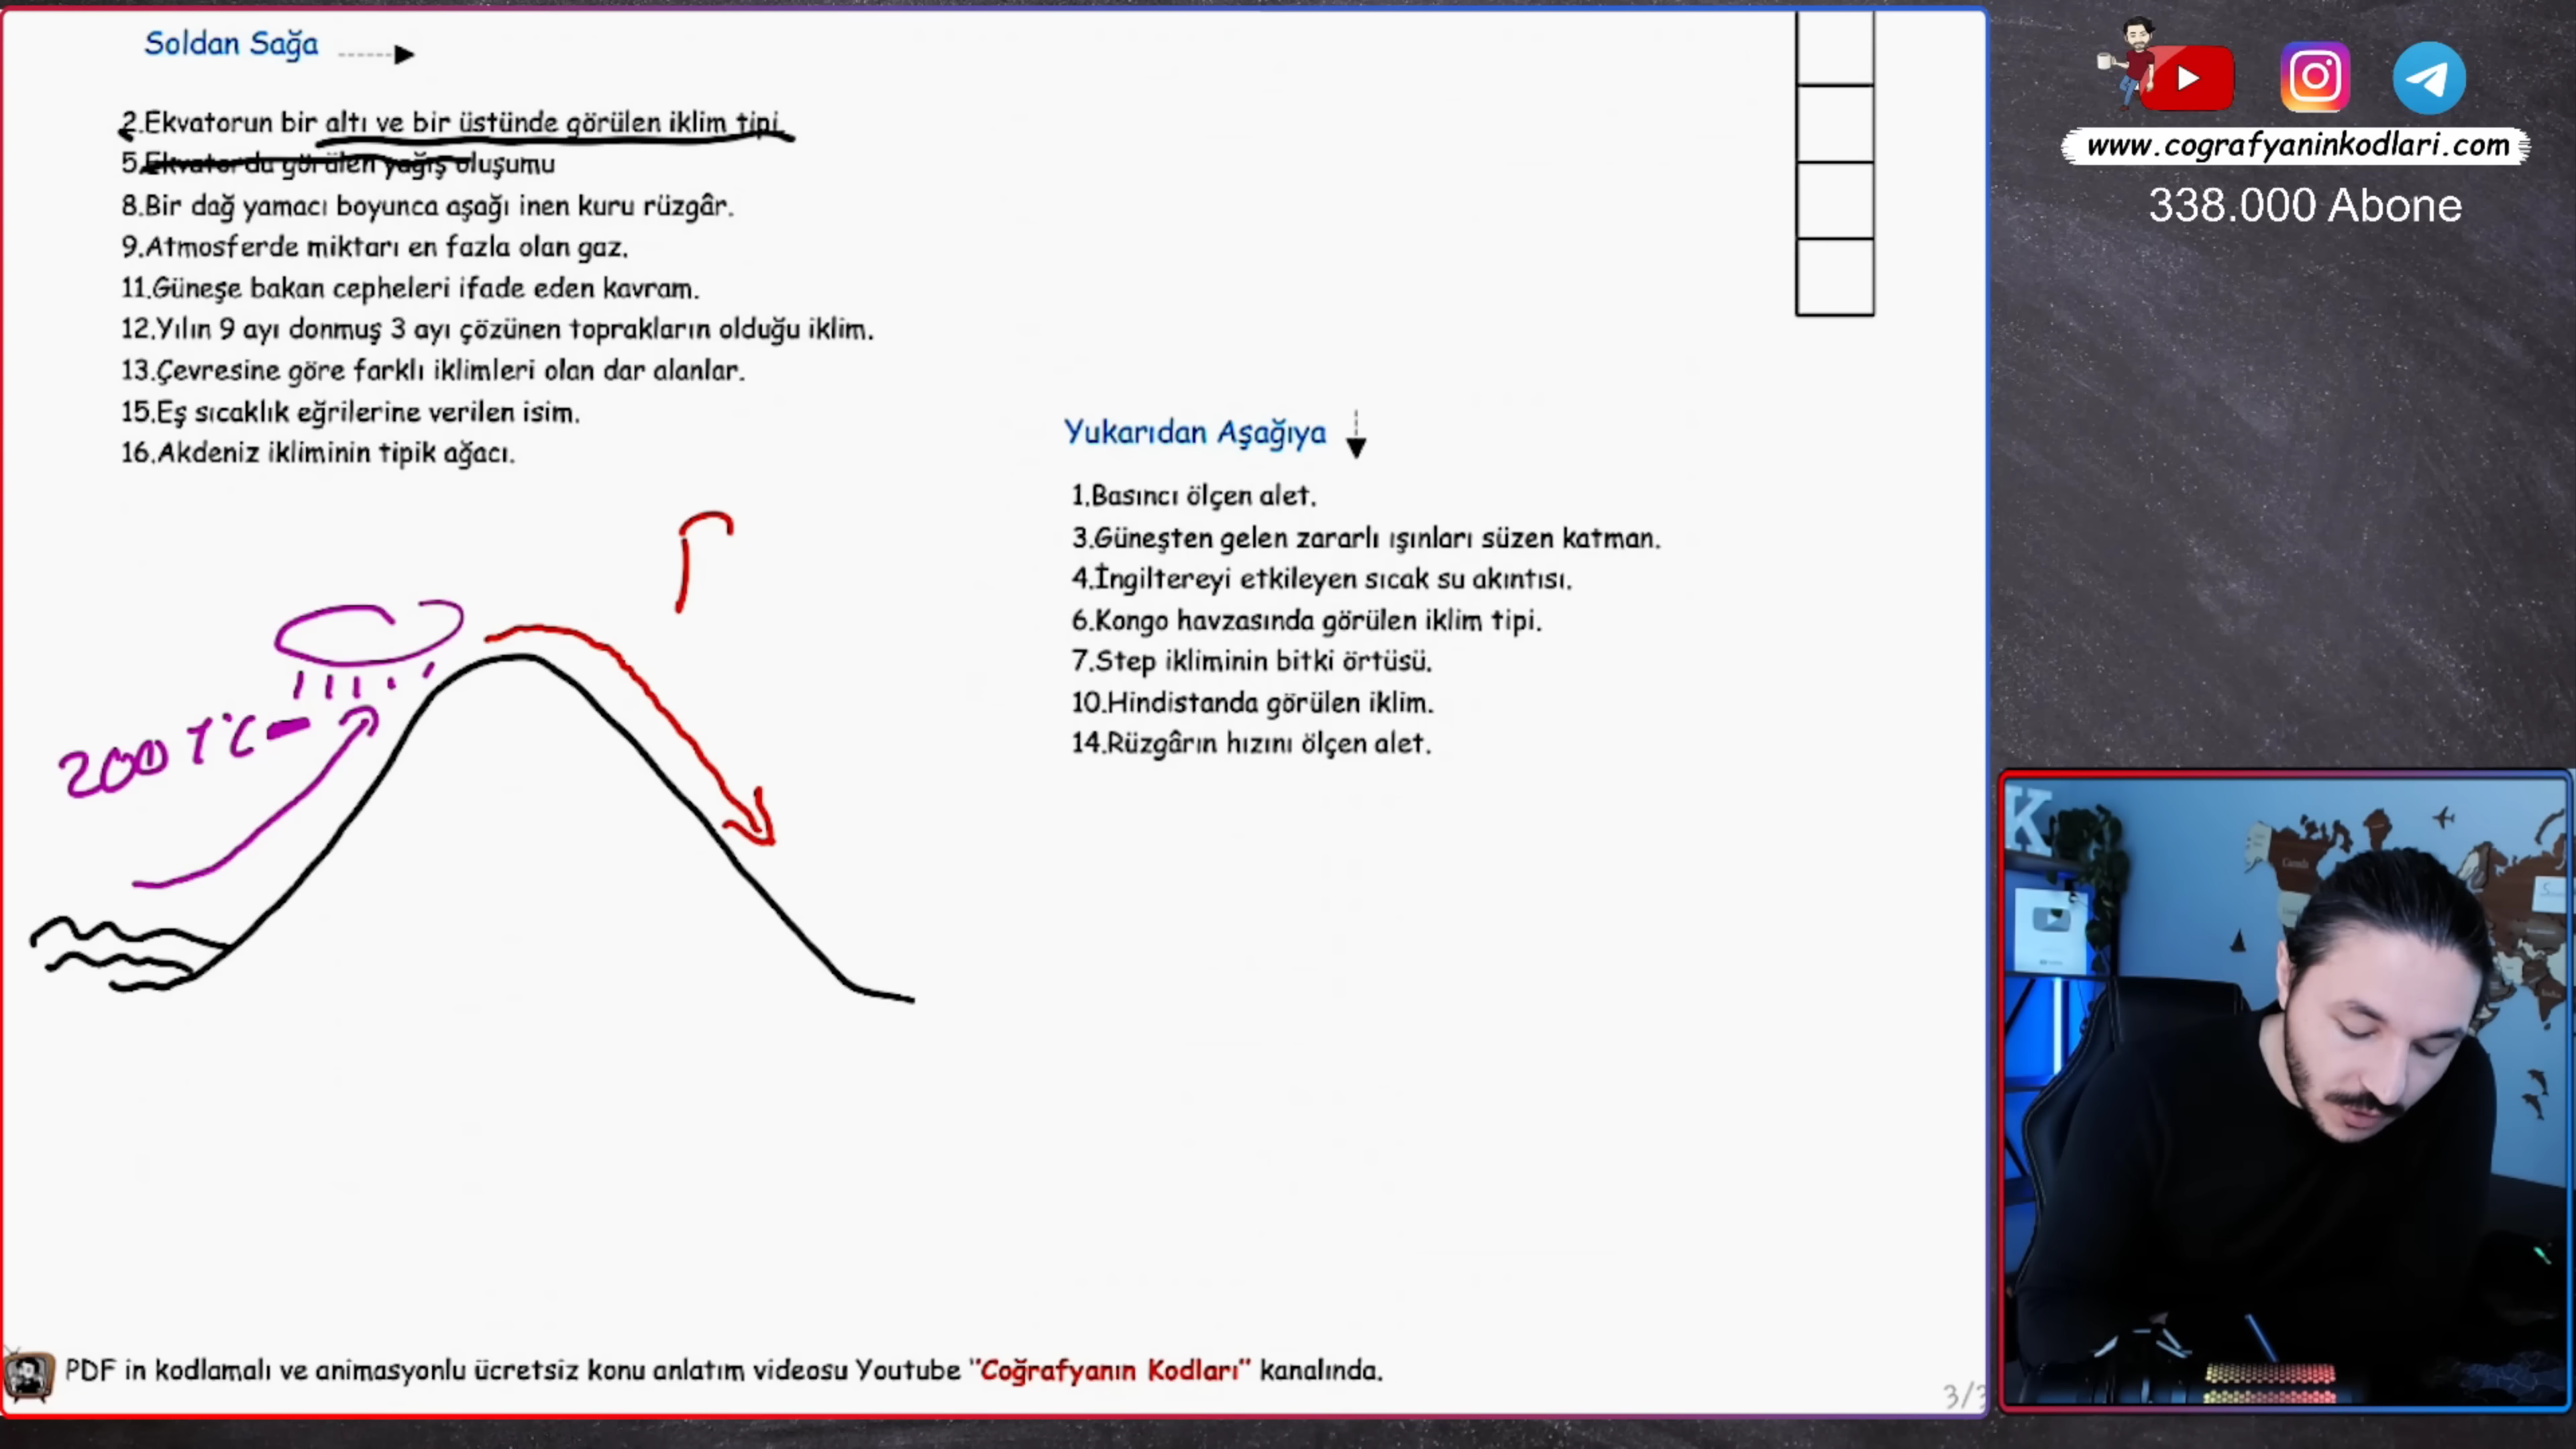 Soldan Sağa
2.Ekvatorun bir altı ve bir üstünde görülen iklim tipi
5.Ekvatorda görülen yağış oluşumu
8.Bir dağ yamacı boyunca aşağı inen kuru rüzgâr.
9.Atmosferde miktarı en fazla olan gaz.
11.Güneşe bakan cepheleri ifade eden kavram.
12.Yılın 9 ayı donmuş 3 ayı çözünen toprakların olduğu iklim.
13.Çevresine göre farklı iklimleri olan dar alanlar.
15.Eş sıcaklık eğrilerine verilen isim.
16.Akdeniz ikliminin tipik ağacı.
Yukarıdan Aşağıya
1.Basıncı ölçen alet.
3.Güneşten gelen zararlı ışınları süzen katman.
4.İngiltereyi etkileyen sıcak su akıntısı.
6.Kongo havzasında görülen iklim tipi.
7.Step ikliminin bitki örtüsü.
10.Hindistanda görülen iklim.
14.Rüzgârın hızını ölçen alet.
PDF in kodlamalı ve animasyonlu ücretsiz konu anlatım videosu Youtube "Coğrafyanın Kodları" kanalında.
3/3
www.cografyaninkodlari.com
338.000 Abone
K